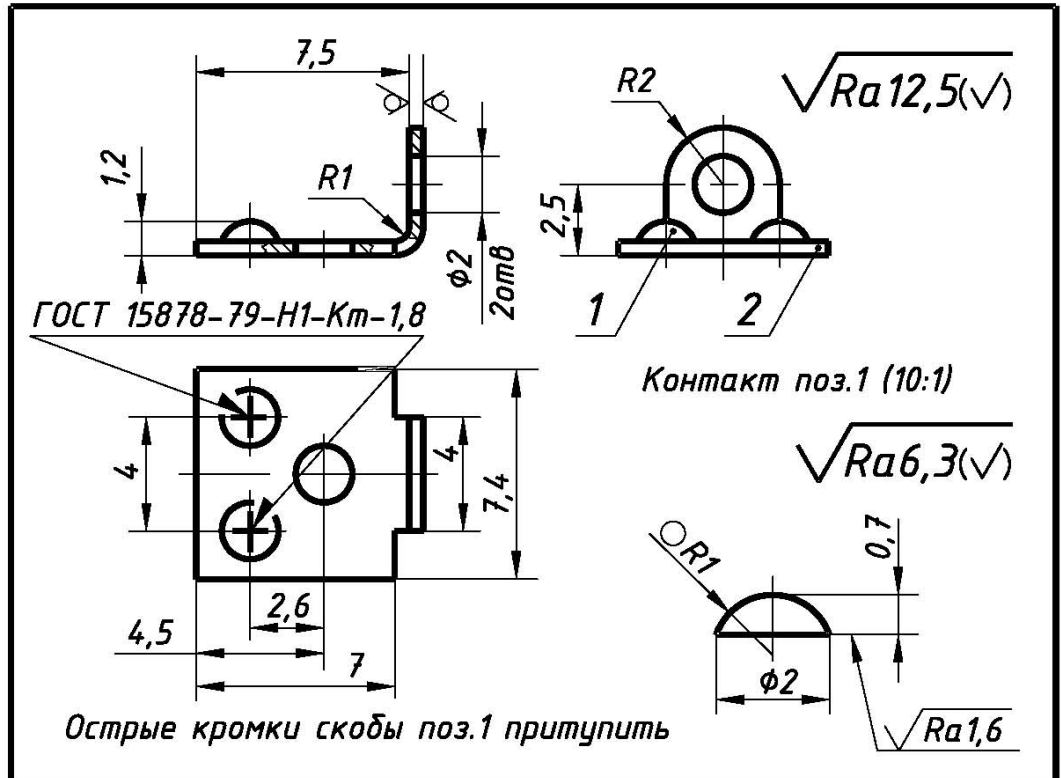 7,5
R2
√Ra12,5(√)
1,2
R1
2,5
ϕ2
2отв
1
2
ГОСТ 15878-79-Н1-Кт-1,8
Контакт поз.1 (10:1)
√Ra6,3(√)
4
4
7,4
R1
0,7
2,6
4,5
7
ϕ2
Острые кромки скобы поз.1 притупить
√Ra1,6